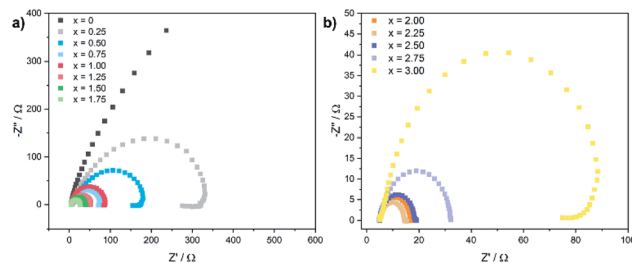 a)
x = 0
x = 0.25
x = 0.50
x = 0.75
x = 1.00
x = 1.25
x = 1.50
x = 1.75
400
300
200
100
0
-Z'' / Ω
0 100 200 300 400 500 600
Z' / Ω
b)
x = 2.00
x = 2.25
x = 2.50
x = 2.75
x = 3.00
50
45
40
35
30
25
20
15
10
5
0
-Z'' / Ω
0 20 40 60 80 100
Z' / Ω